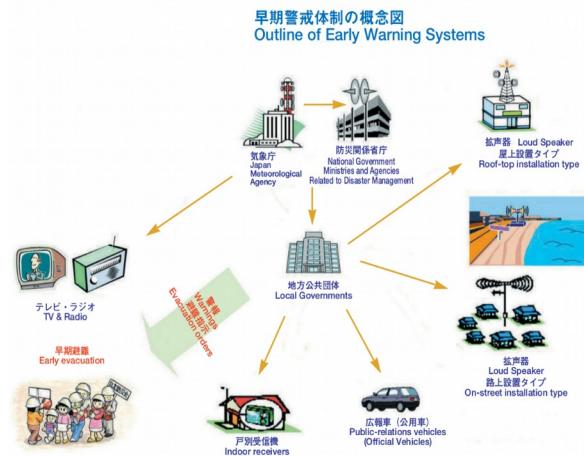 早期警戒体制の概念図
Outline of Early Warning Systems
気象庁
Japan
Meteorological
Agency
防災関係省庁
National Government
Ministries and Agencies
Related to Disaster Management
拡声器 Loud Speaker
屋上設置タイプ
Roof-top installation type
テレビ・ラジオ
TV & Radio
地方公共団体
Local Governments
警報
Warnings
避難指示
Evacuation orders
拡声器
Loud Speaker
路上設置タイプ
On-street installation type
早期避難
Early evacuation
戸別受信機
Indoor receivers
広報車（公用車）
Public-relations vehicles
(Official Vehicles)